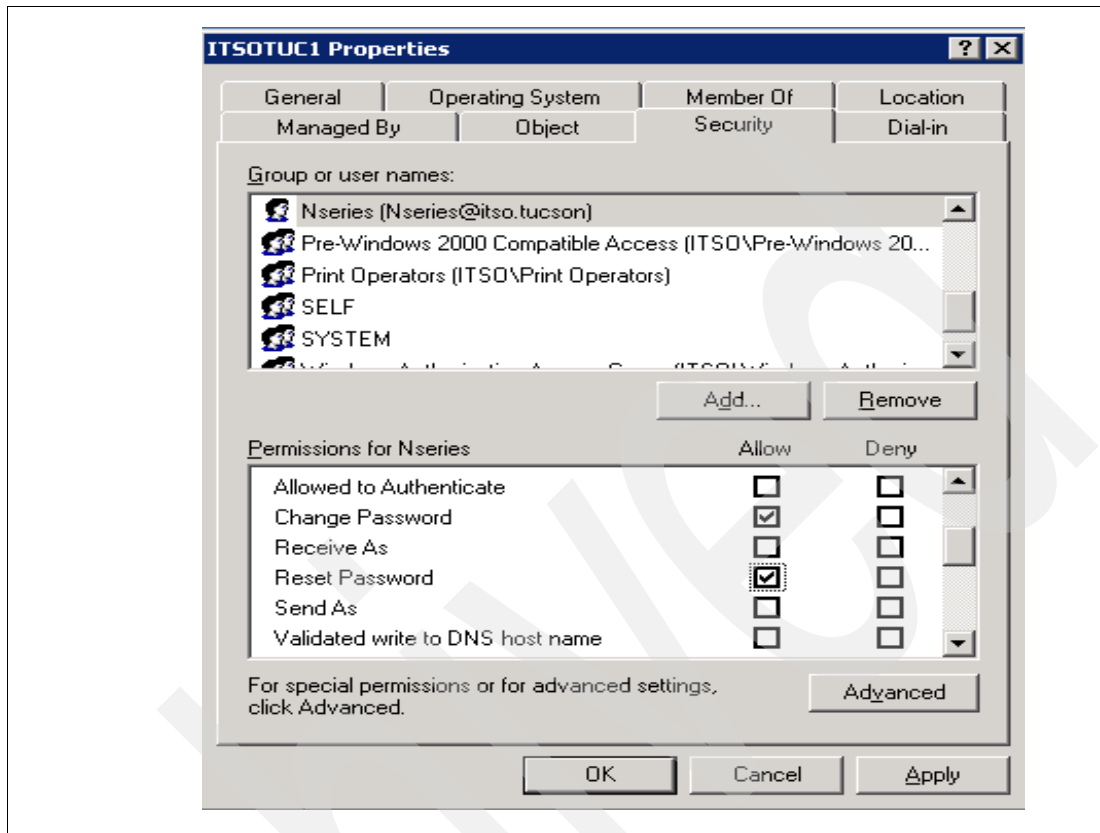 ITSOTUC1 Properties
General Operating System Member Of Location
Managed By Object Security Dial-in
Group or user names:
Nseries (Nseries@itso.tucson)
Pre-Windows 2000 Compatible Access (ITSO\Pre-Windows 20...
Print Operators (ITSO\Print Operators)
SELF
SYSTEM
Add... Remove
Permissions for Nseries Allow Deny
Allowed to Authenticate
Change Password
Receive As
Reset Password
Send As
Validated write to DNS host name
For special permissions or for advanced settings,
click Advanced.
Advanced
OK Cancel Apply